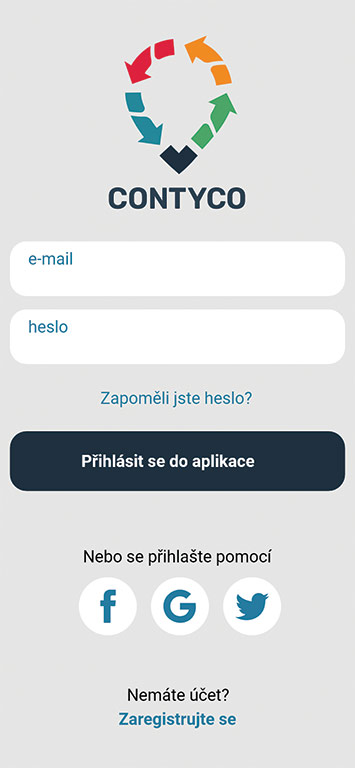 CONTYCO
e-mail
heslo
Zapoměli jste heslo?
Přihlásit se do aplikace
Nebo se přihlašte pomocí
Nemáte účet?
Zaregistrujte se